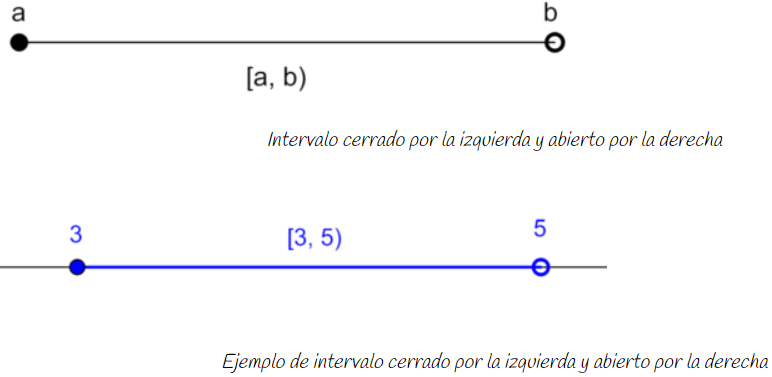 a b
[a, b)
Intervalo cerrado por la izquierda y abierto por la derecha
3 [3, 5) 5
Ejemplo de intervalo cerrado por la izquierda y abierto por la derecha